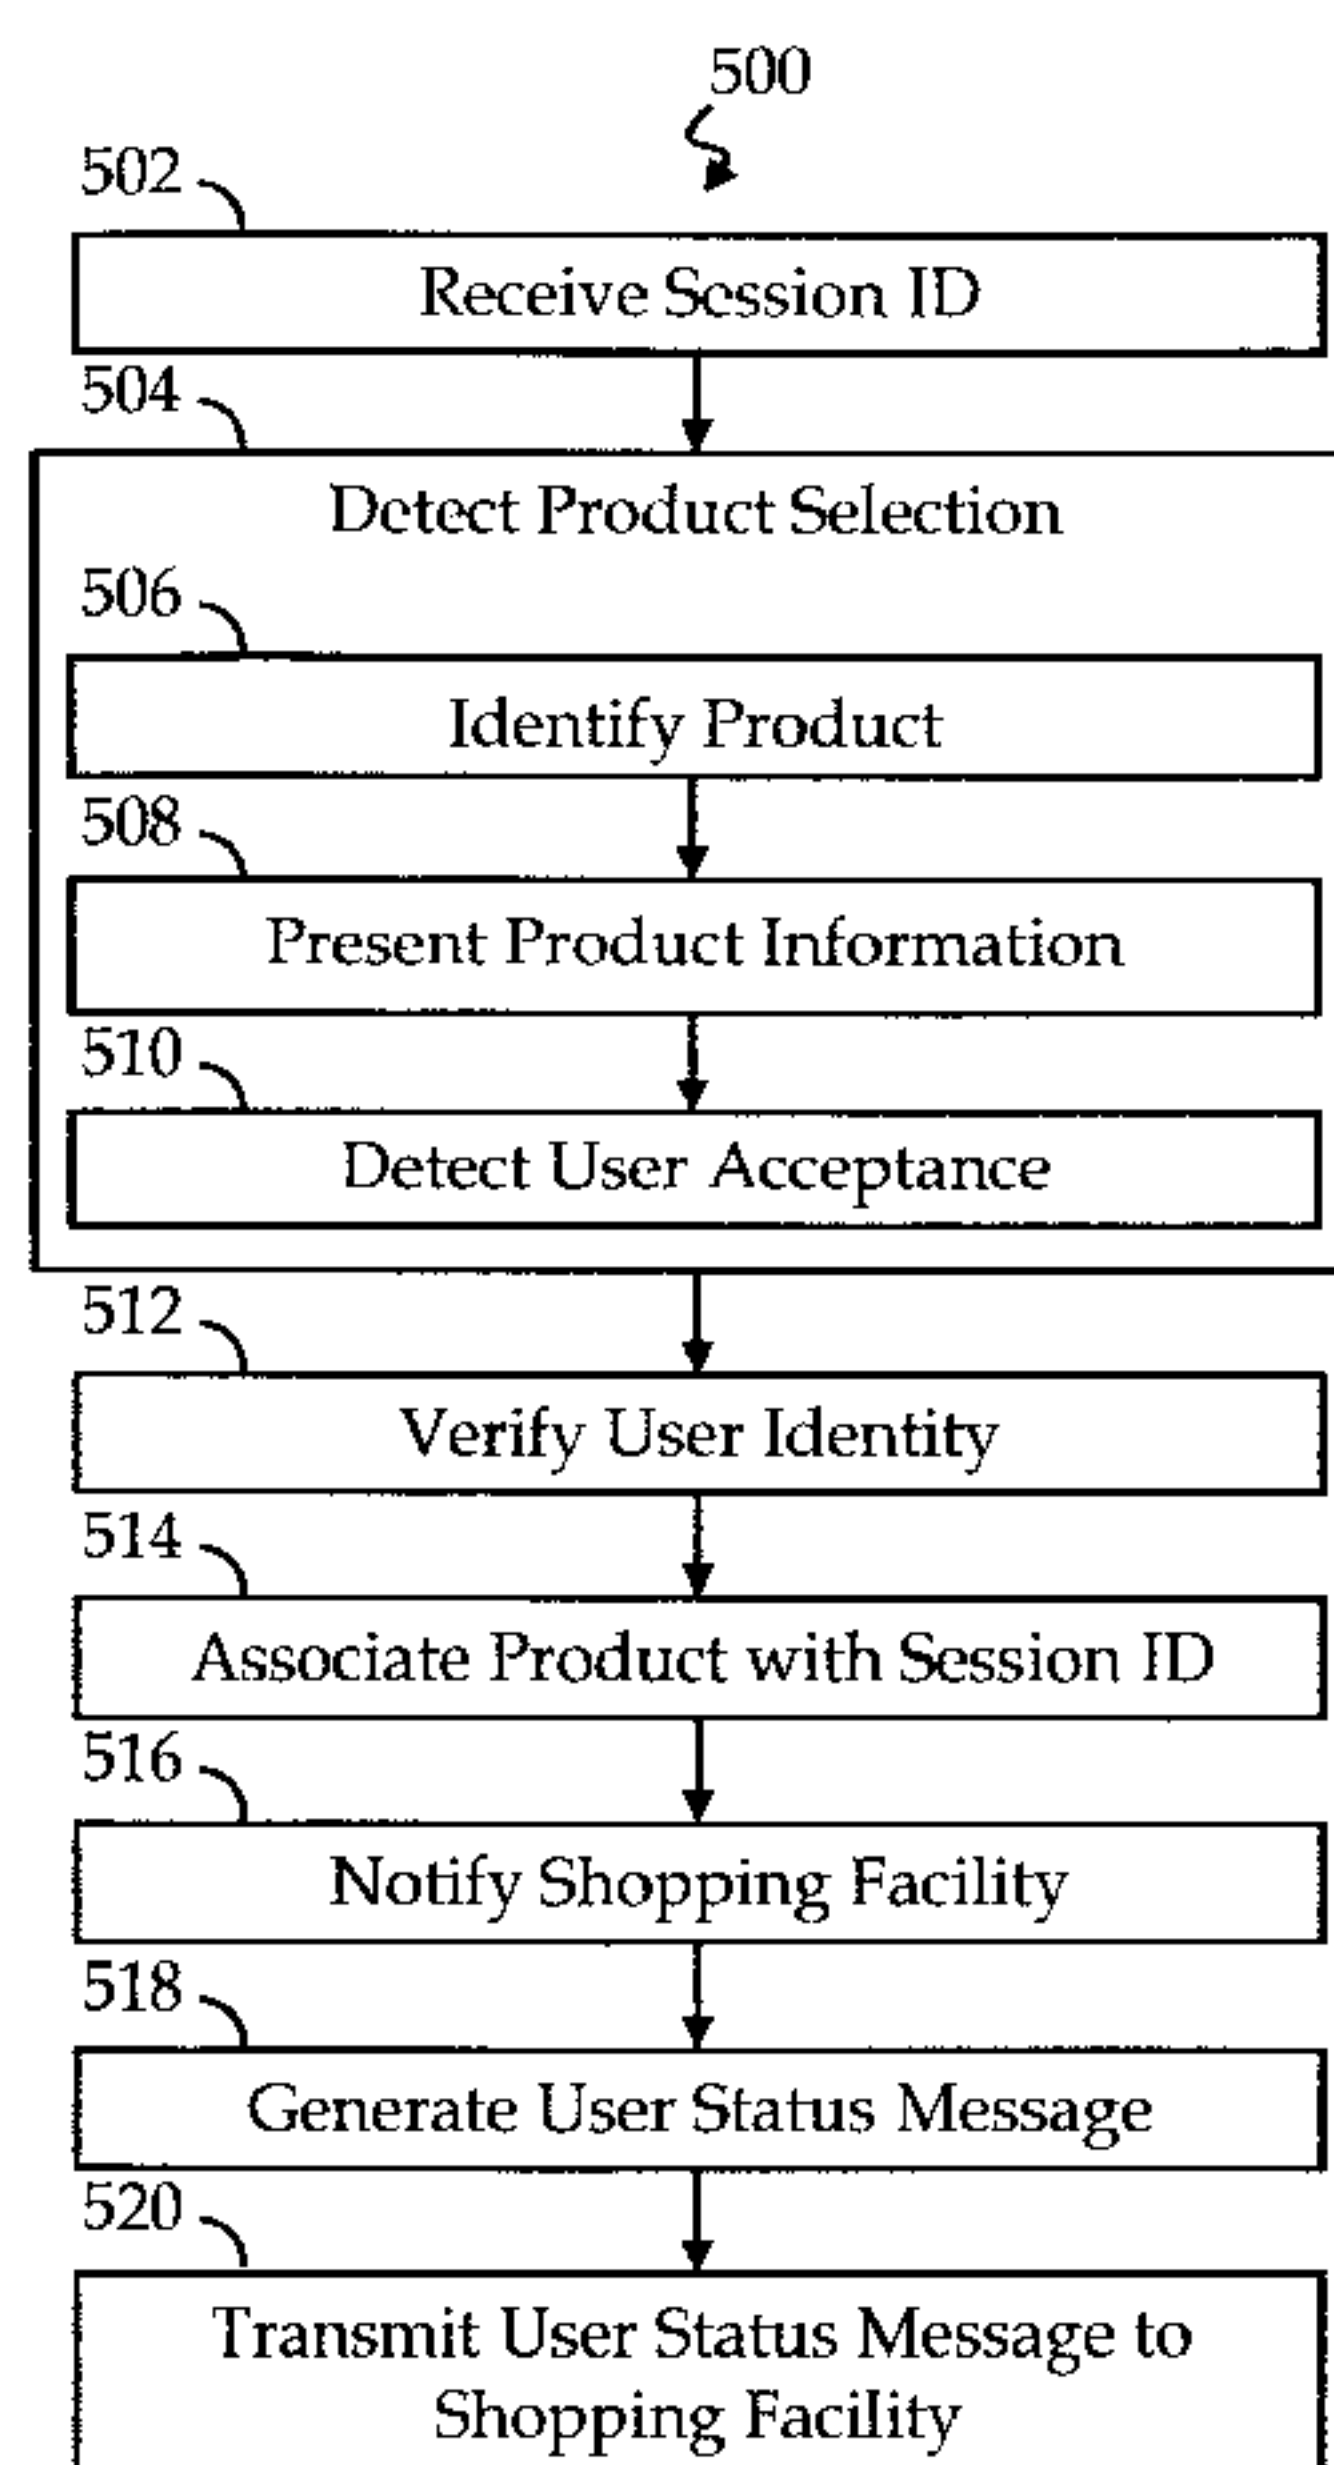 500
502
Receive Session ID
504
Detect Product Selection
506
Identify Product
508
Present Product Information
510
Detect User Acceptance
512
Verify User Identity
514
Associate Product with Session ID
516
Notify Shopping Facility
518
Generate User Status Message
520
Transmit User Status Message to
Shopping Facility